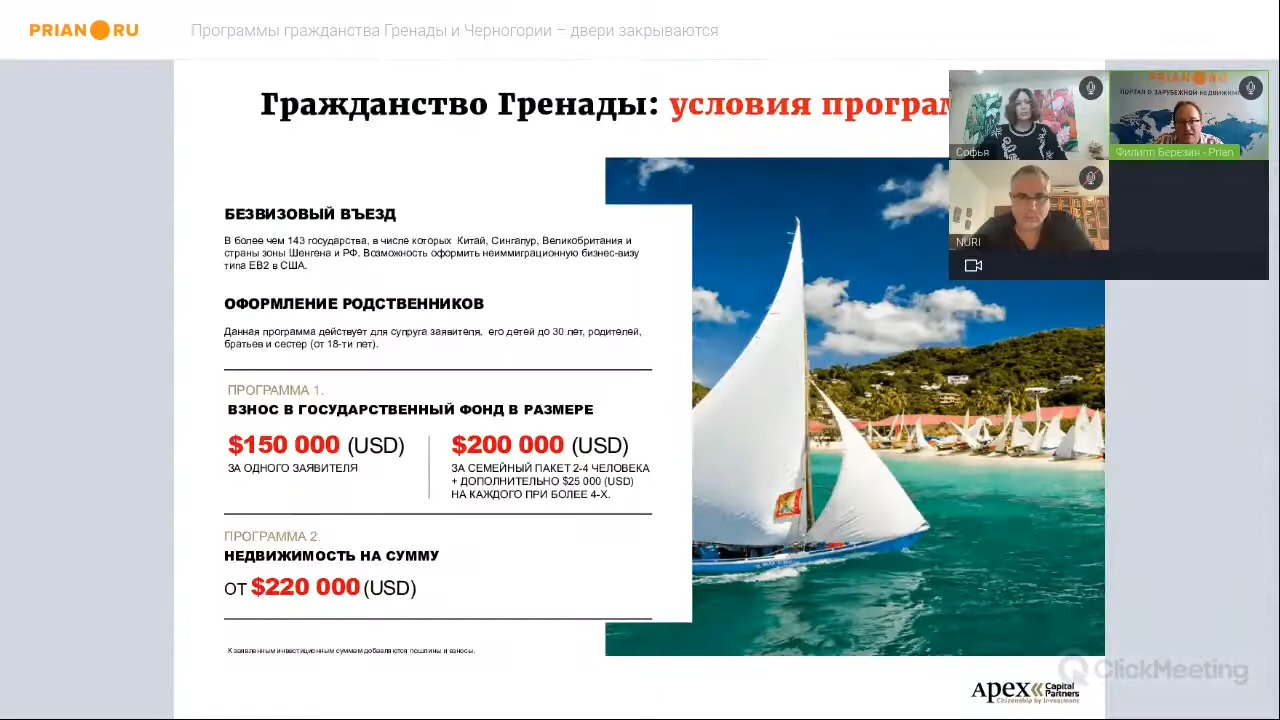 PRIAN RU
Программы гражданства Гренады и Черногории – двери закрываются
Гражданство Гренады: условия програм
PRIAN RU
ПОРТАЛ О ЗАРУБЕЖНОЙ НЕДВИЖИМО
Софья
Филипп Березин - Prian
NURI
БЕЗВИЗОВЫЙ ВЪЕЗД
В более чем 143 государства, в числе которых Китай, Сингапур, Великобритания и
страны зоны Шенгена и РФ. Возможность оформить неиммиграционную бизнес-визу
типа ЕВ2 в США.
ОФОРМЛЕНИЕ РОДСТВЕННИКОВ
Данная программа действует для супруга заявителя, его детей до 30 лет, родителей,
братьев и сестер (от 18-ти лет).
ПРОГРАММА 1.
ВЗНОС В ГОСУДАРСТВЕННЫЙ ФОНД В РАЗМЕРЕ
$150 000 (USD)
ЗА ОДНОГО ЗАЯВИТЕЛЯ
$200 000 (USD)
ЗА СЕМЕЙНЫЙ ПАКЕТ 2-4 ЧЕЛОВЕКА
+ ДОПОЛНИТЕЛЬНО $25 000 (USD)
НА КАЖДОГО ПРИ БОЛЕЕ 4-Х.
ПРОГРАММА 2.
НЕДВИЖИМОСТЬ НА СУММУ
ОТ $220 000 (USD)
К заявленным инвестиционным суммам добавляются пошлины и взносы.
ClickMeeting
Apex Capital Partners
Citizenship by Investment